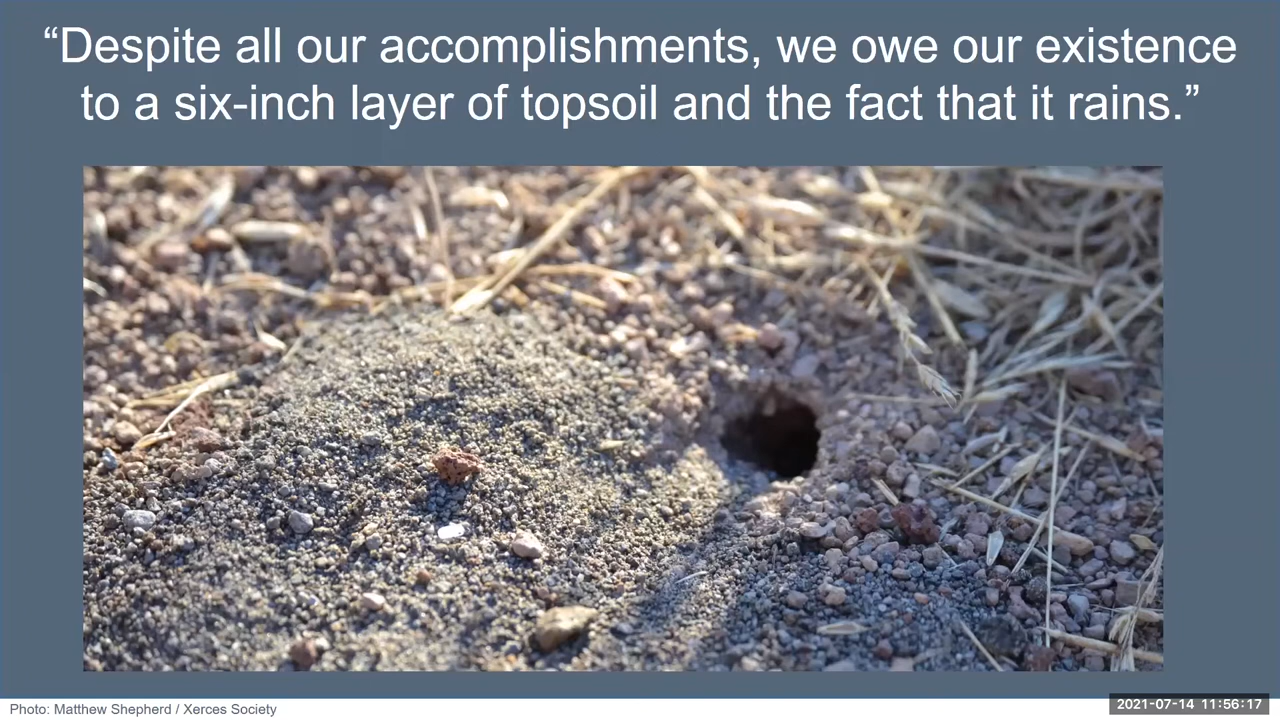 “Despite all our accomplishments, we owe our existence
to a six-inch layer of topsoil and the fact that it rains.”
Photo: Matthew Shepherd / Xerces Society
2021-07-14 11:56:17